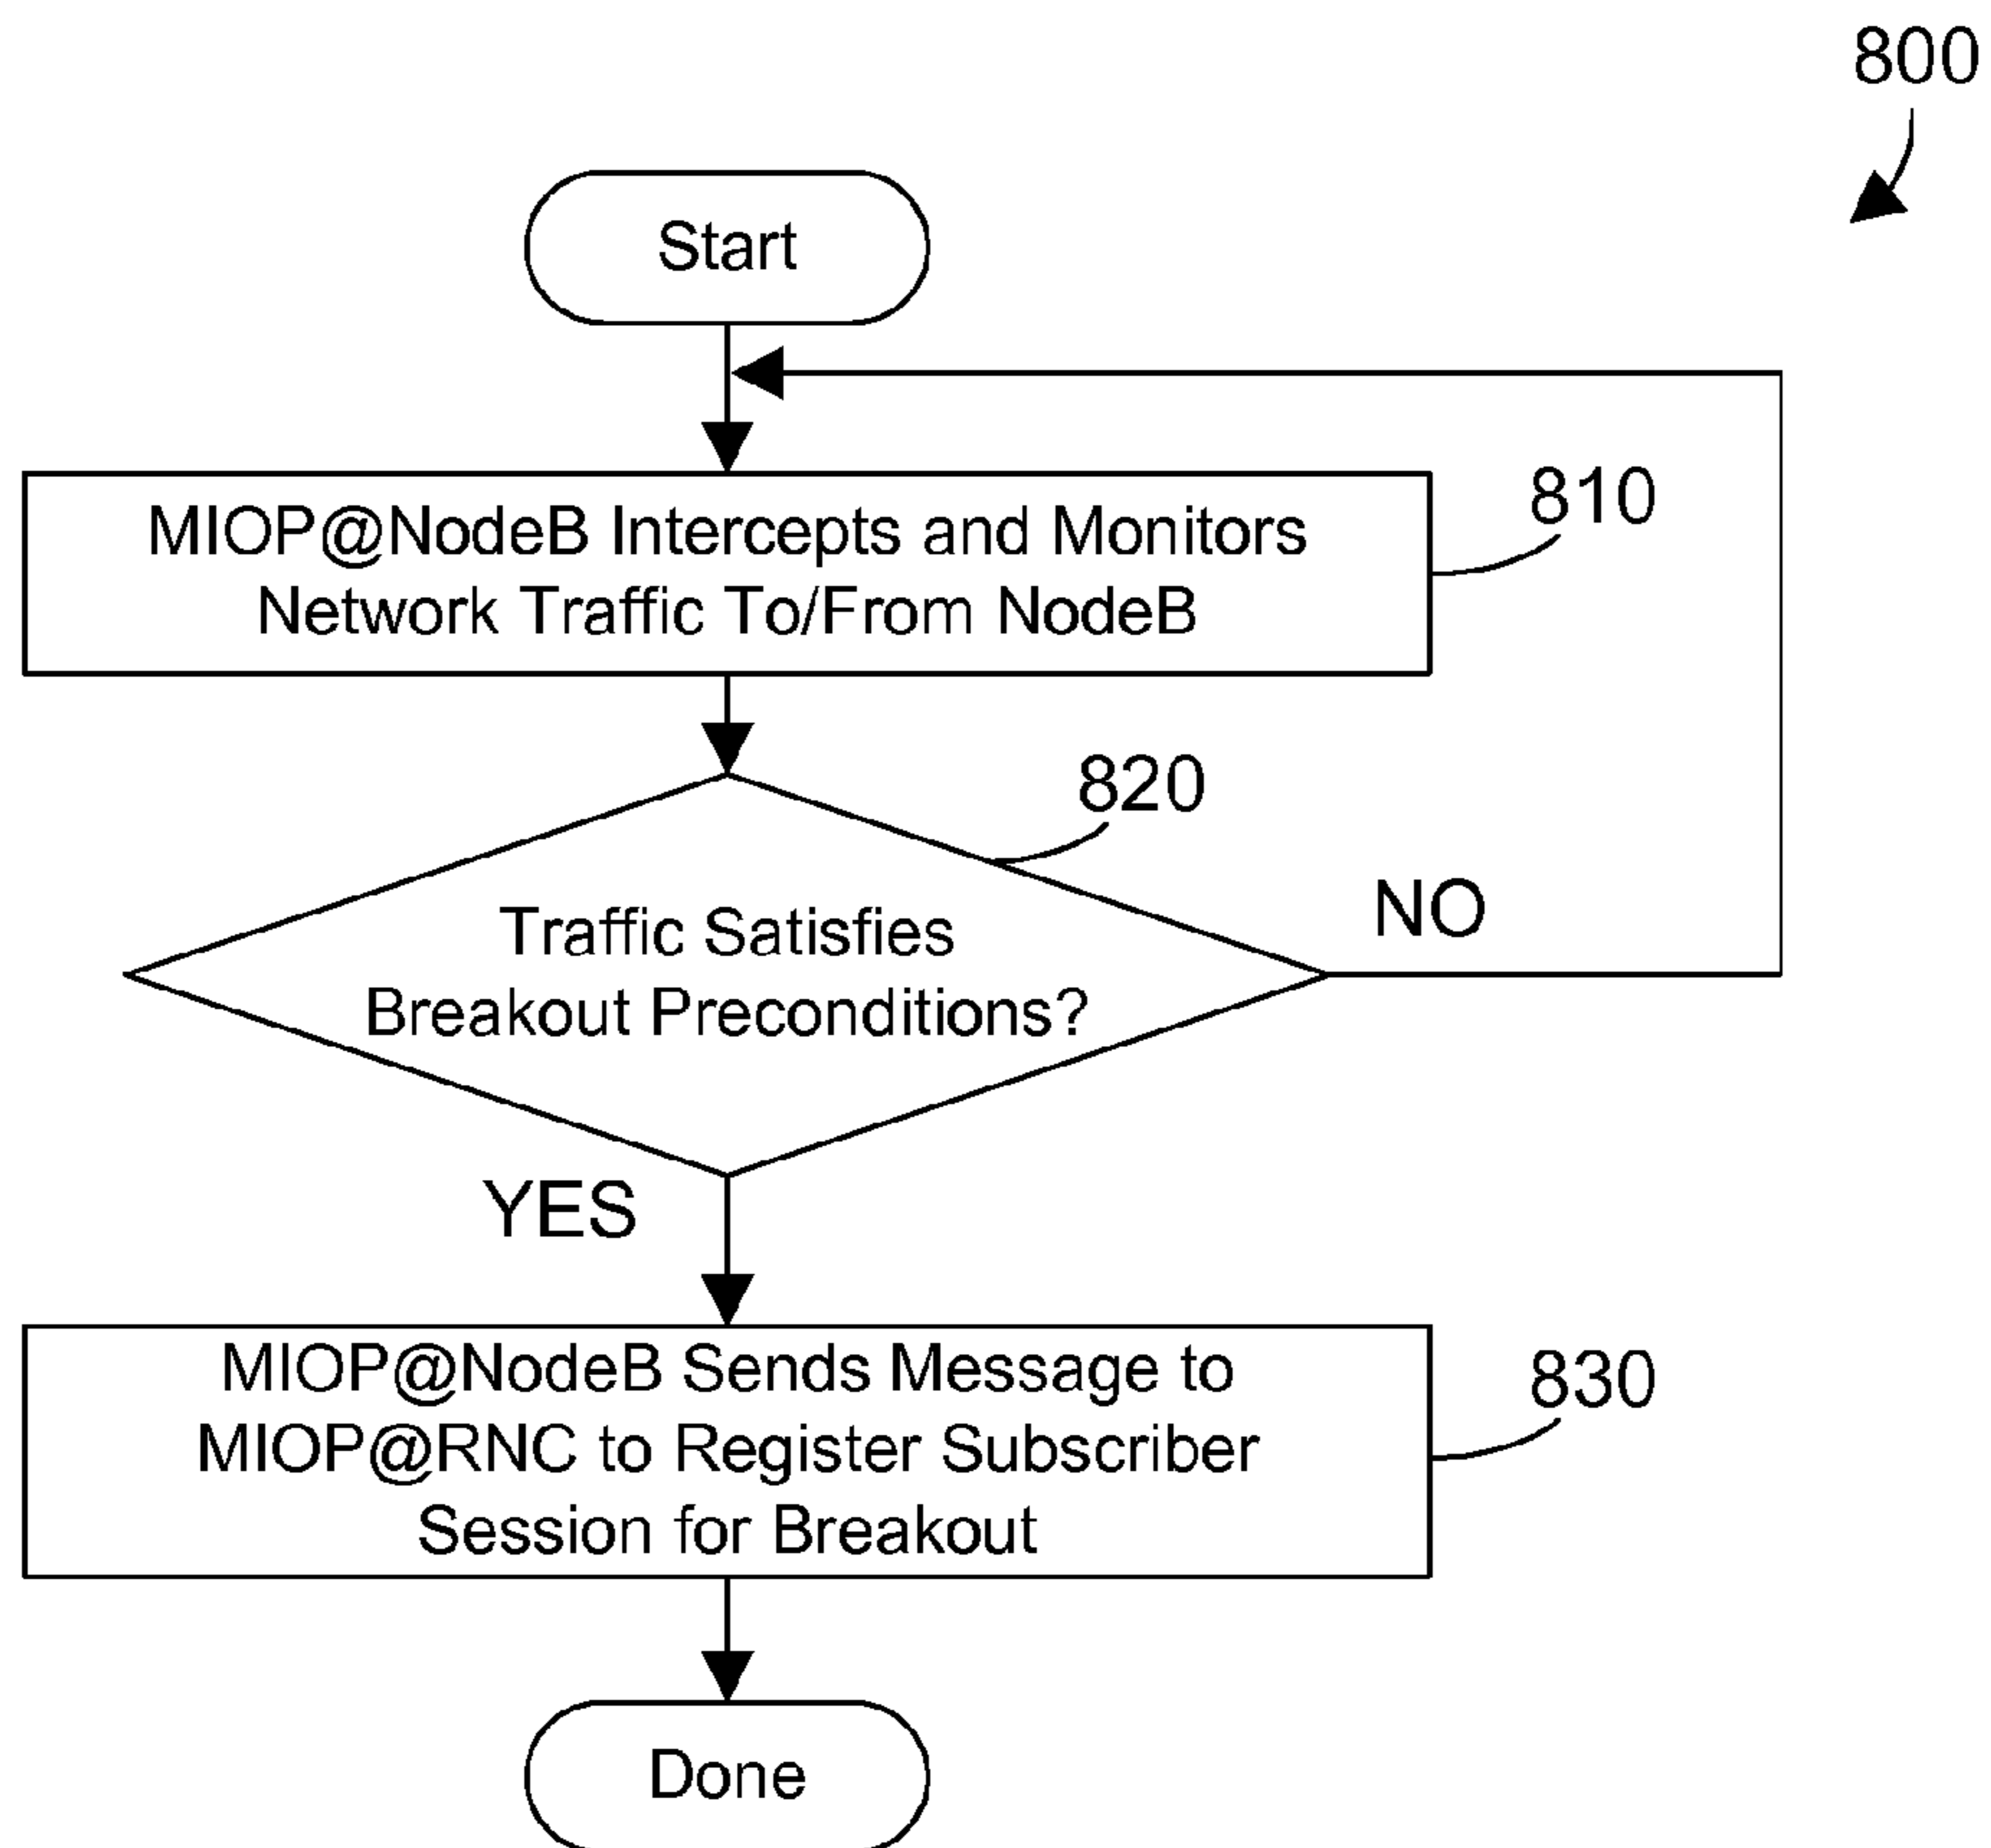 800
Start
MIOP@NodeB Intercepts and Monitors
Network Traffic To/From NodeB
810
820
Traffic Satisfies
Breakout Preconditions?
NO
YES
MIOP@NodeB Sends Message to
MIOP@RNC to Register Subscriber
Session for Breakout
830
Done